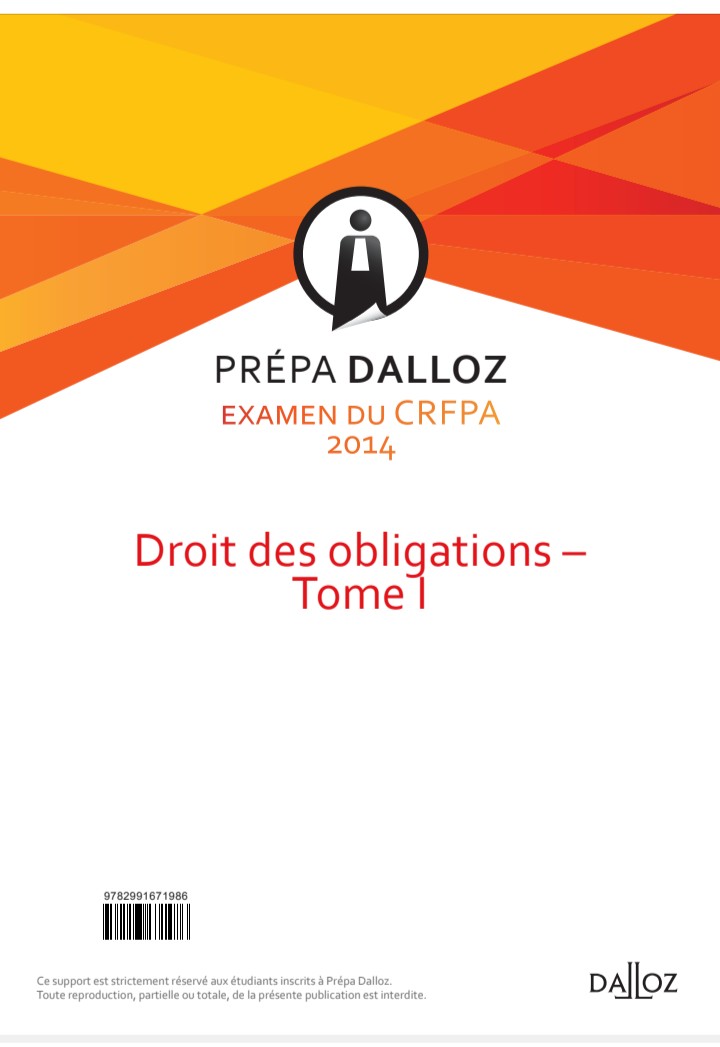 PRÉPA DALLOZ
EXAMEN DU CRFPA
2014
Droit des obligations –
Tome I
9782991671986
Ce support est strictement réservé aux étudiants inscrits à Prépa Dalloz.
Toute reproduction, partielle ou totale, de la présente publication est interdite.
DALLOZ